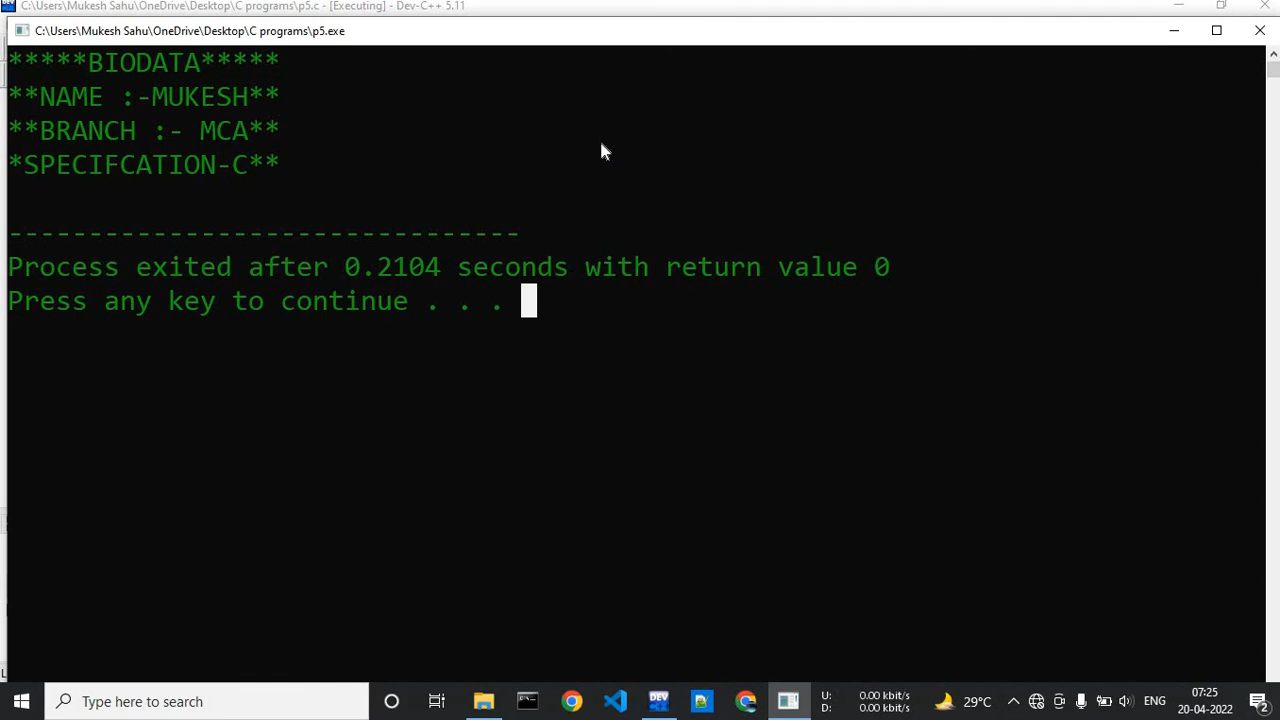 C:\Users\Mukesh Sahu\OneDrive\Desktop\C programs\p5.c - [Executing] - Dev-C++ 5.11
C:\Users\Mukesh Sahu\OneDrive\Desktop\C programs\p5.exe
*****BIODATA*****
**NAME :-MUKESH**
**BRANCH :- MCA**
*SPECIFCATION-C**
--------------------------------
Process exited after 0.2104 seconds with return value 0
Press any key to continue . . .
Type here to search
DEV
U: 0.00 kbit/s
D: 0.00 kbit/s
29°C
ENG
07:25
20-04-2022
2